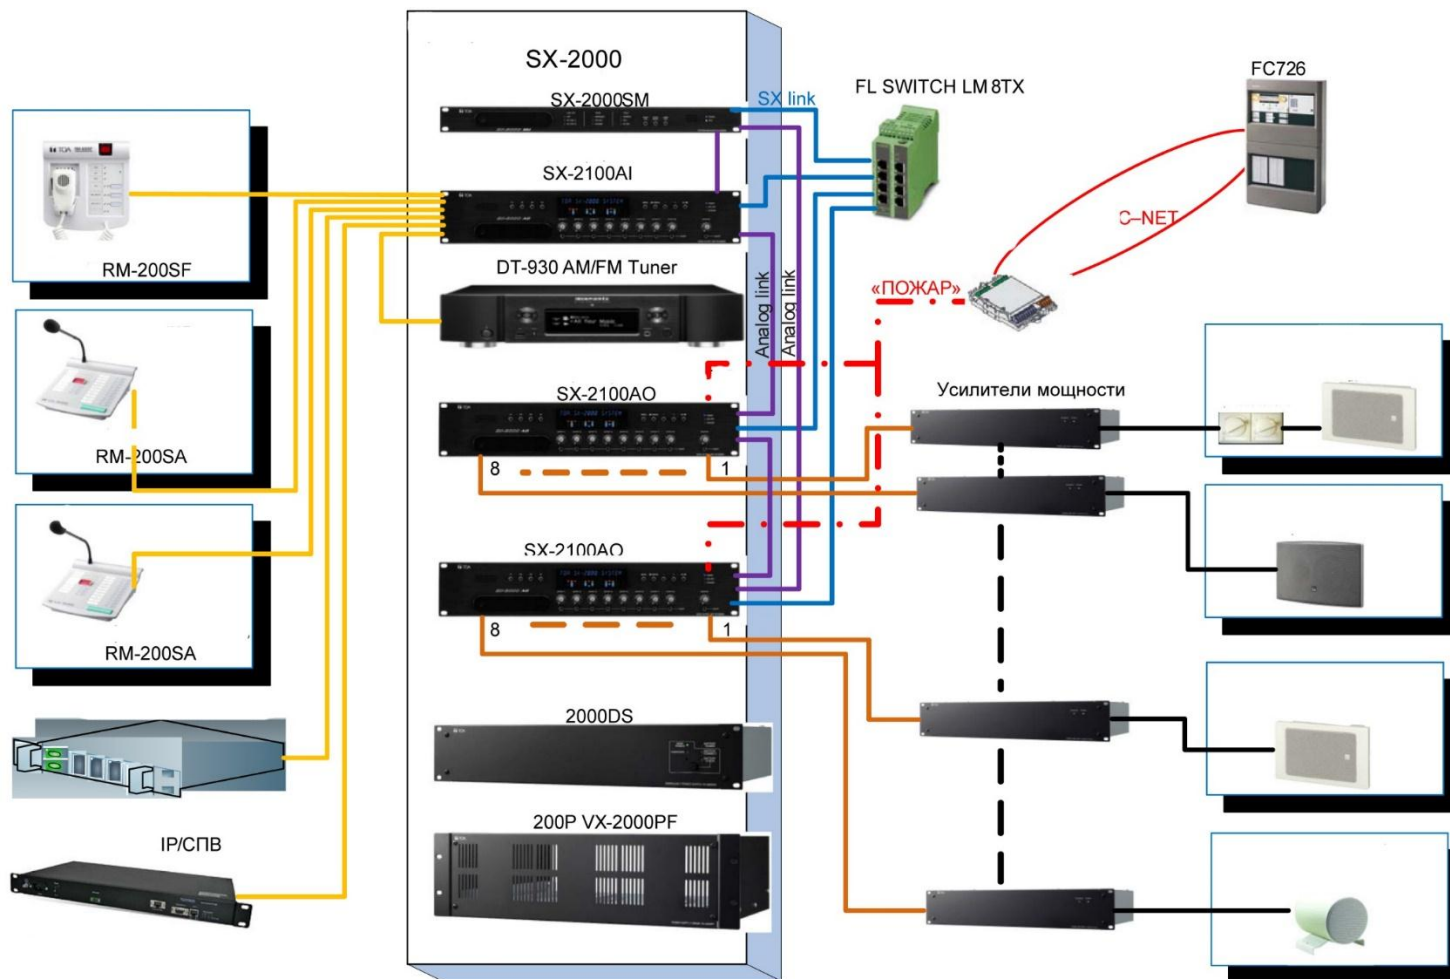 SX-2000
SX-2000SM
SX link
FL SWITCH LM 8TX
FC726
SX-2100AI
RM-200SF
C–NET
DT-930 AM/FM Tuner
«ПОЖАР»
Analog link
Analog link
SX-2100AO
Усилители мощности
RM-200SA
8
1
SX-2100AO
8
1
RM-200SA
2000DS
200P VX-2000PF
IP/СПВ